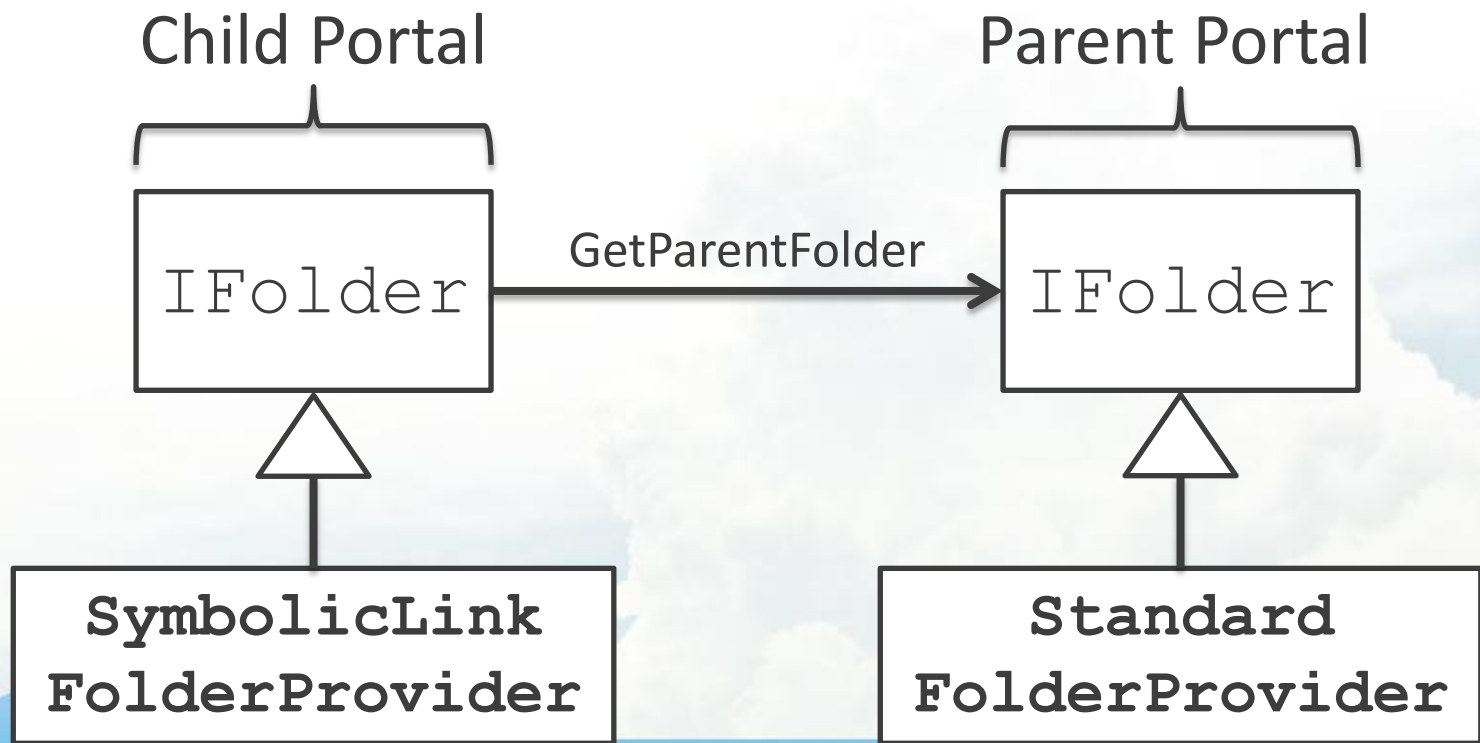 Child Portal
Parent Portal
IFolder
GetParentFolder
IFolder
SymbolicLink
FolderProvider
Standard
FolderProvider